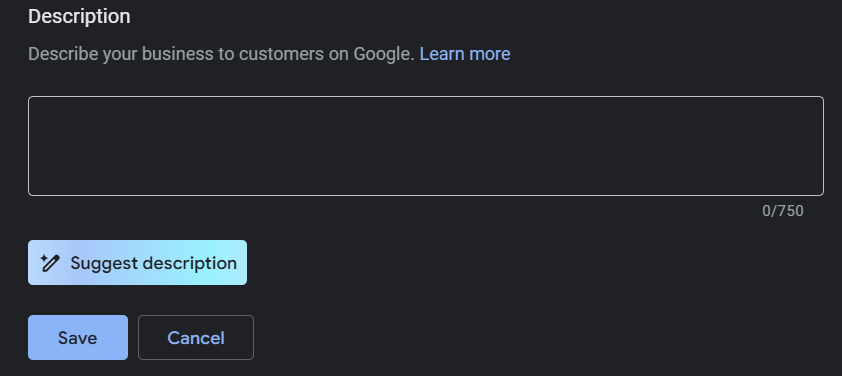 Description
Describe your business to customers on Google. Learn more
0/750
Suggest description
Save Cancel